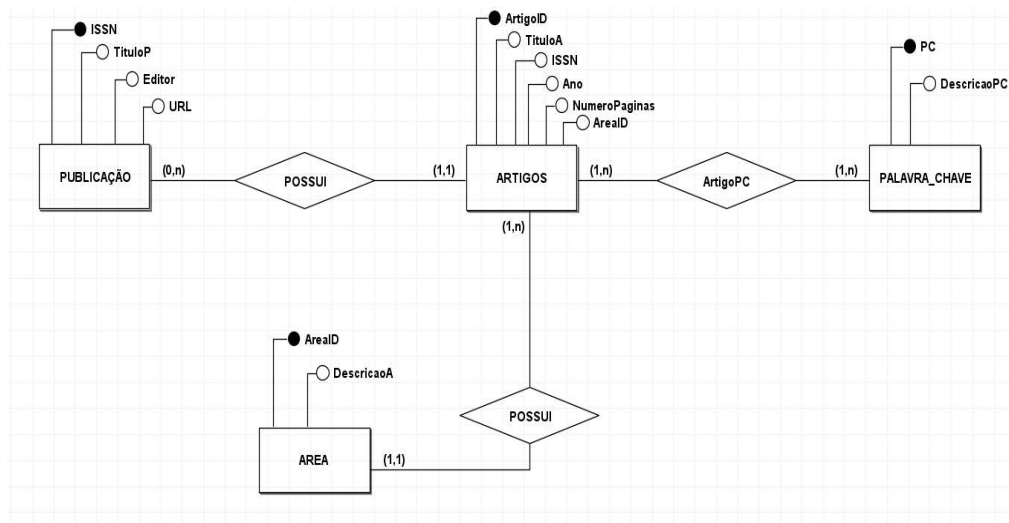 ISSN
TituloP
Editor
URL
PUBLICAÇÃO
(0,n)
POSSUI
(1,1)
ArtigoID
TituloA
ISSN
Ano
NumeroPaginas
AreaID
ARTIGOS
(1,n)
(1,n)
ArtigoPC
(1,n)
PC
DescricaoPC
PALAVRA_CHAVE
AreaID
DescricaoA
AREA
(1,1)
POSSUI